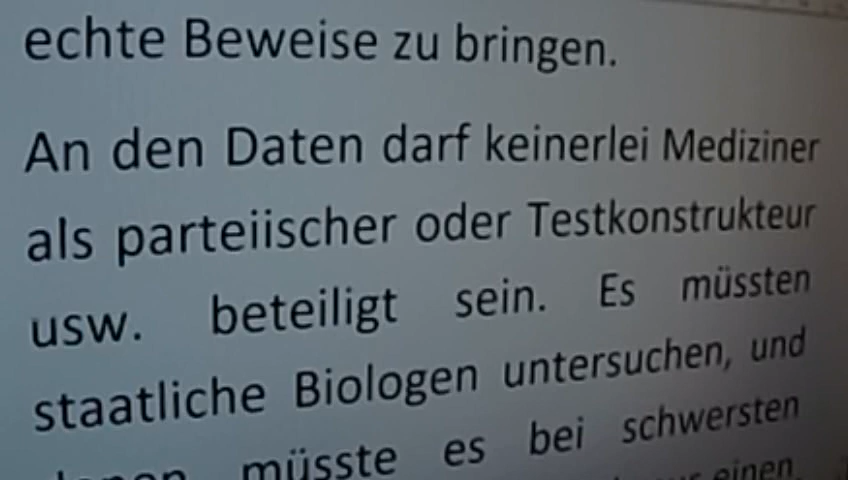 echte Beweise zu bringen.
An den Daten darf keinerlei Mediziner
als parteiischer oder Testkonstrukteur
usw. beteiligt sein. Es müssten
staatliche Biologen untersuchen, und
müsste es bei schwersten
einen